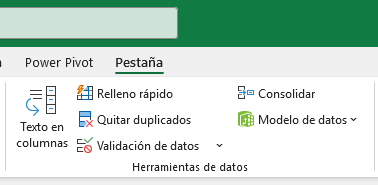 Power Pivot
Pestaña
Relleno rápido
Consolidar
Texto en
columnas
Quitar duplicados
Modelo de datos
Validación de datos
Herramientas de datos